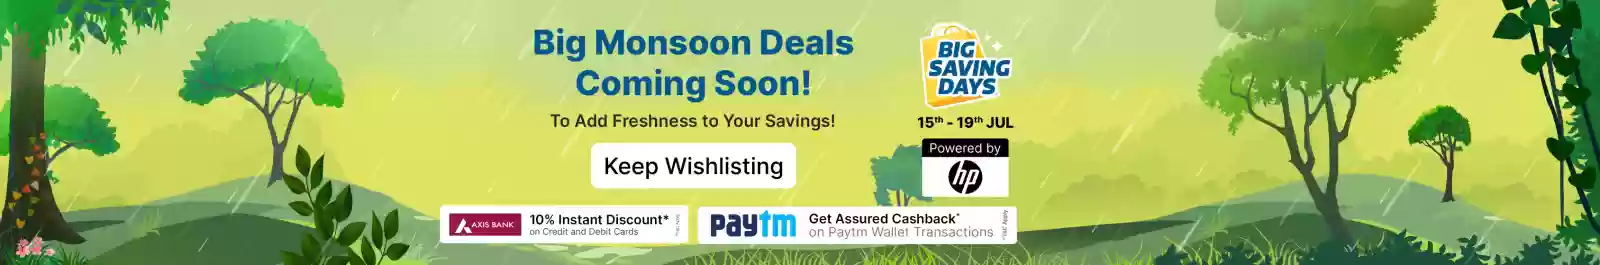 Big Monsoon Deals
Coming Soon!
To Add Freshness to Your Savings!
Keep Wishlisting
BIG
SAVING
DAYS
15th - 19th JUL
Powered by
hp
AXIS BANK
10% Instant Discount*
on Credit and Debit Cards
paytm
Get Assured Cashback*
on Paytm Wallet Transactions